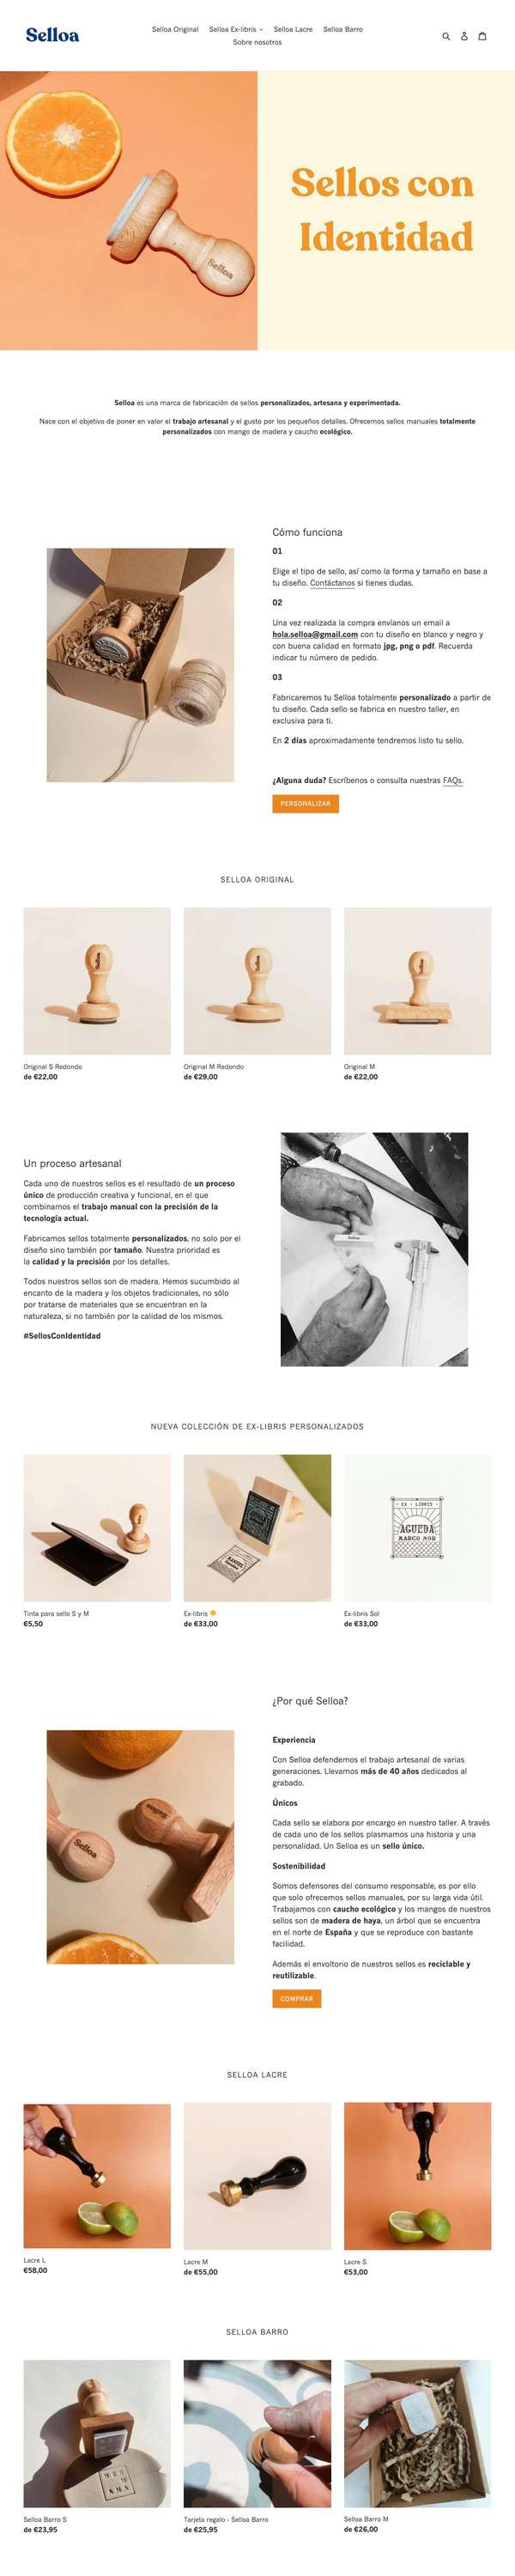 Selloa
Selloa Original Selloa Ex-libris Selloa Lacre Selloa Barro
Sobre nosotros
Selloa
Sellos con
Identidad
Selloa es una marca de fabricación de sellos personalizados, artesana y experimentada.
Nace con el objetivo de poner en valor el trabajo artesanal y el gusto por los pequeños detalles. Ofrecemos sellos manuales totalmente
personalizados con mango de madera y caucho ecológico.
Cómo funciona
01
Elige el tipo de sello, así como la forma y tamaño en base a
tu diseño. Contáctanos si tienes dudas.
02
Una vez realizada la compra envíanos un email a
hola.selloa@gmail.com con tu diseño en blanco y negro y
con buena calidad en formato jpg, png o pdf. Recuerda
indicar tu número de pedido.
03
Fabricaremos tu Selloa totalmente personalizado a partir de
tu diseño. Cada sello se fabrica en nuestro taller, en
exclusiva para ti.
En 2 días aproximadamente tendremos listo tu sello.
¿Alguna duda? Escríbenos o consulta nuestras FAQs.
PERSONALIZAR
SELLOA ORIGINAL
Selloa
Selloa
Selloa
Original S Redondo
de €22,00
Original M Redondo
de €29,00
Original M
de €22,00
Un proceso artesanal
Cada uno de nuestros sellos es el resultado de un proceso
único de producción creativa y funcional, en el que
combinamos el trabajo manual con la precisión de la
tecnología actual.
Fabricamos sellos totalmente personalizados, no solo por el
diseño sino también por tamaño. Nuestra prioridad es
la calidad y la precisión por los detalles.
Todos nuestros sellos son de madera. Hemos sucumbido al
encanto de la madera y los objetos tradicionales, no sólo
por tratarse de materiales que se encuentran en la
naturaleza, si no también por la calidad de los mismos.
#SellosConIdentidad
Selloa
NUEVA COLECCIÓN DE EX-LIBRIS PERSONALIZADOS
EX - LIBRIS
AGUEDA
MARCO MOR
Tinta para sello S y M
€5,50
Ex-libris
de €33,00
Ex-libris Sol
de €33,00
¿Por qué Selloa?
Selloa
Selloa
Experiencia
Con Selloa defendemos el trabajo artesanal de varias
generaciones. Llevamos más de 40 años dedicados al
grabado.
Únicos
Cada sello se elabora por encargo en nuestro taller. A través
de cada uno de los sellos plasmamos una historia y una
personalidad. Un Selloa es un sello único.
Sostenibilidad
Somos defensores del consumo responsable, es por ello
que solo ofrecemos sellos manuales, por su larga vida útil.
Trabajamos con caucho ecológico y los mangos de nuestros
sellos son de madera de haya, un árbol que se encuentra
en el norte de España y que se reproduce con bastante
facilidad.
Además el envoltorio de nuestros sellos es reciclable y
reutilizable.
COMPRAR
SELLOA LACRE
Lacre L
€58,00
Lacre M
de €55,00
Lacre S
€53,00
SELLOA BARRO
Selloa Barro S
de €23,95
Tarjeta regalo - Selloa Barro
de €25,95
Selloa Barro M
de €26,00